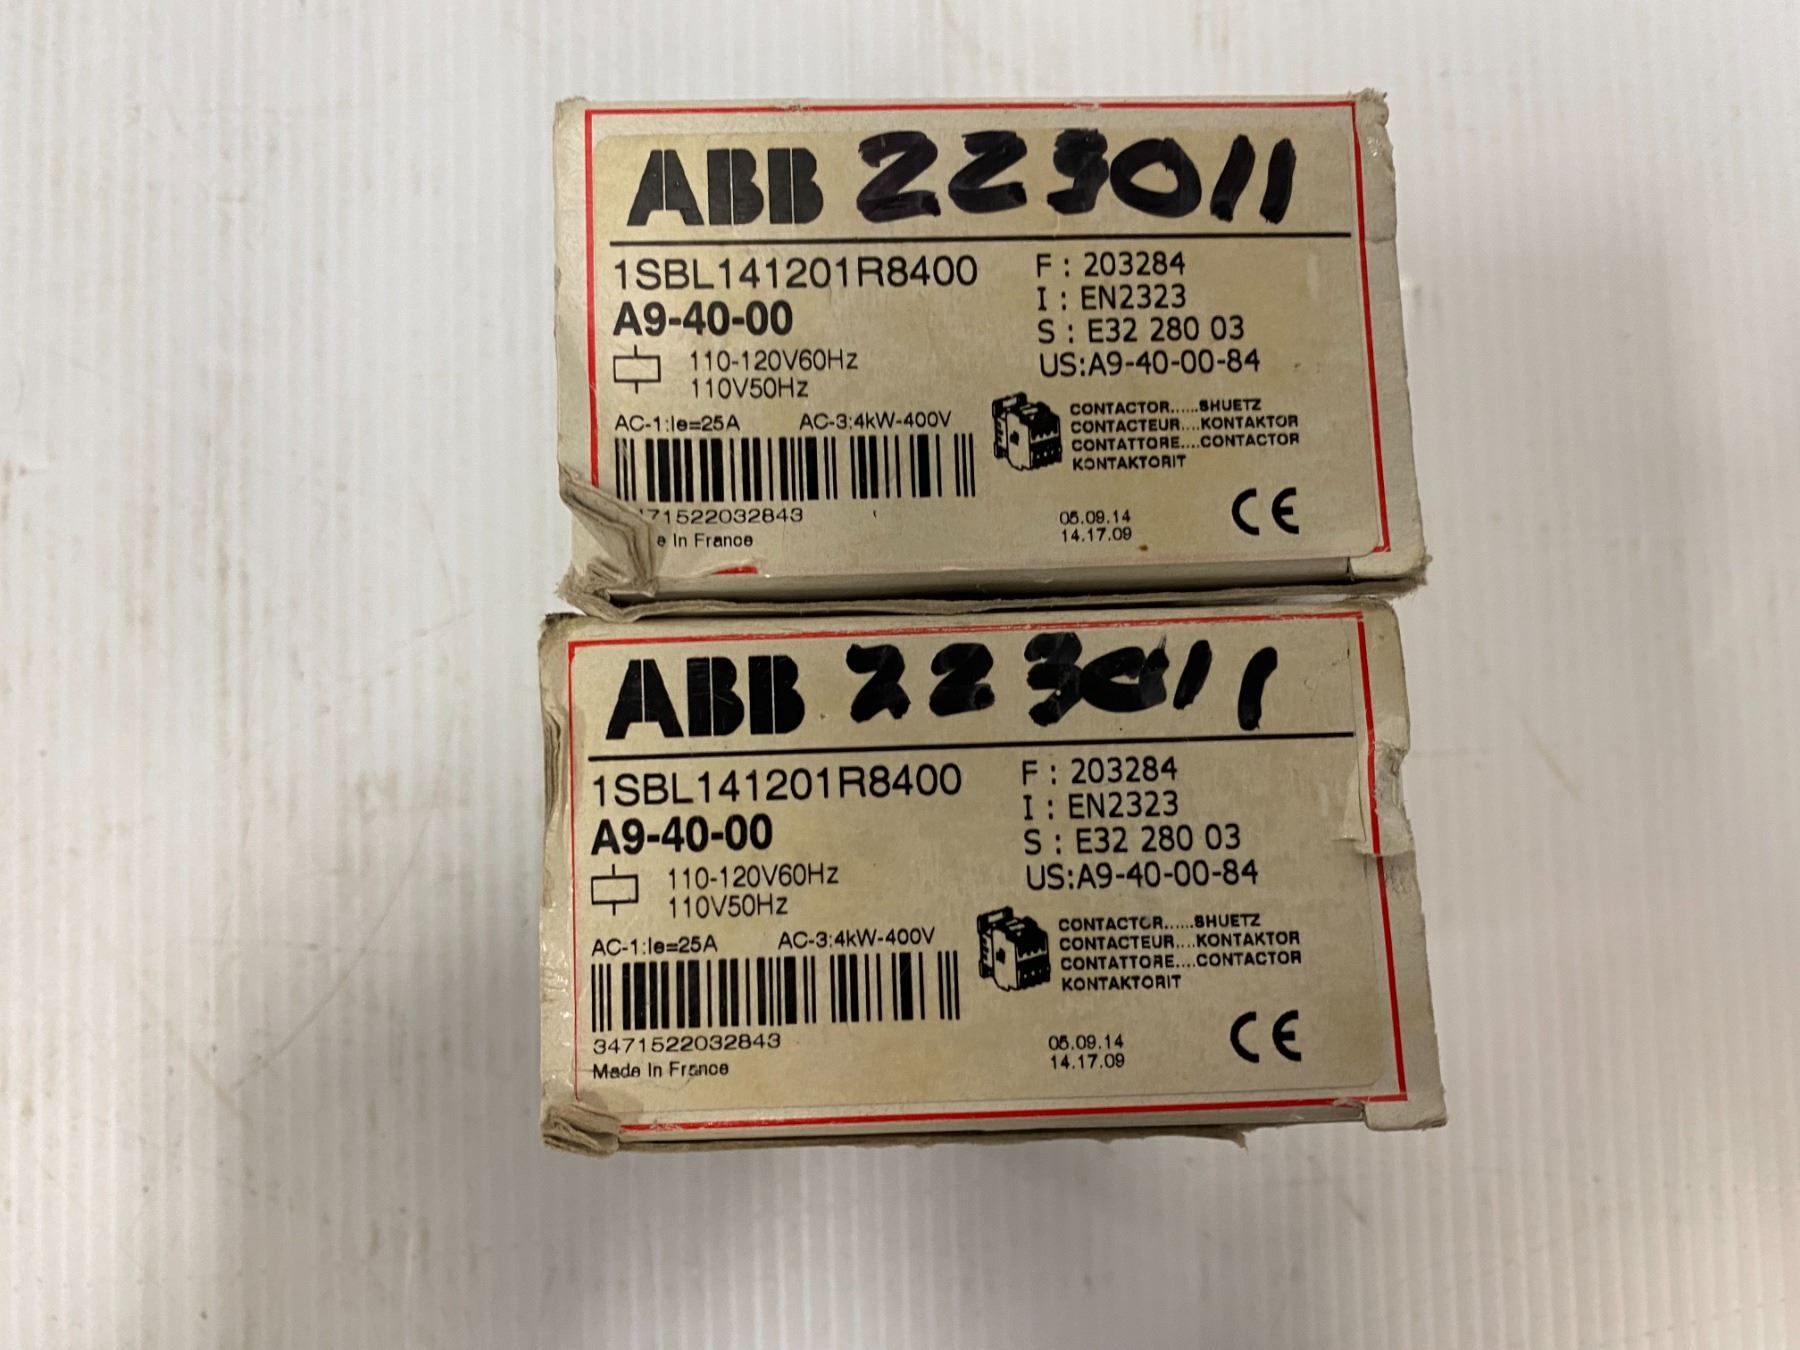 ABB 223011
1SBL141201R8400
A9-40-00
110-120V60Hz
110V50Hz
AC-1:Ie=25A AC-3:4kW-400V
471522032843
e In France
F : 203284
I : EN2323
S : E32 280 03
US:A9-40-00-84
CONTACTOR......SHUETZ
CONTACTEUR....KONTAKTOR
CONTATTORE....CONTACTOR
KONTAKTORIT
05.09.14
14.17.09
CE
ABB 223011
1SBL141201R8400
A9-40-00
110-120V60Hz
110V50Hz
AC-1:Ie=25A AC-3:4kW-400V
3471522032843
Made In France
F : 203284
I : EN2323
S : E32 280 03
US:A9-40-00-84
CONTACTOR......SHUETZ
CONTACTEUR....KONTAKTOR
CONTATTORE....CONTACTOR
KONTAKTORIT
05.09.14
14.17.09
CE